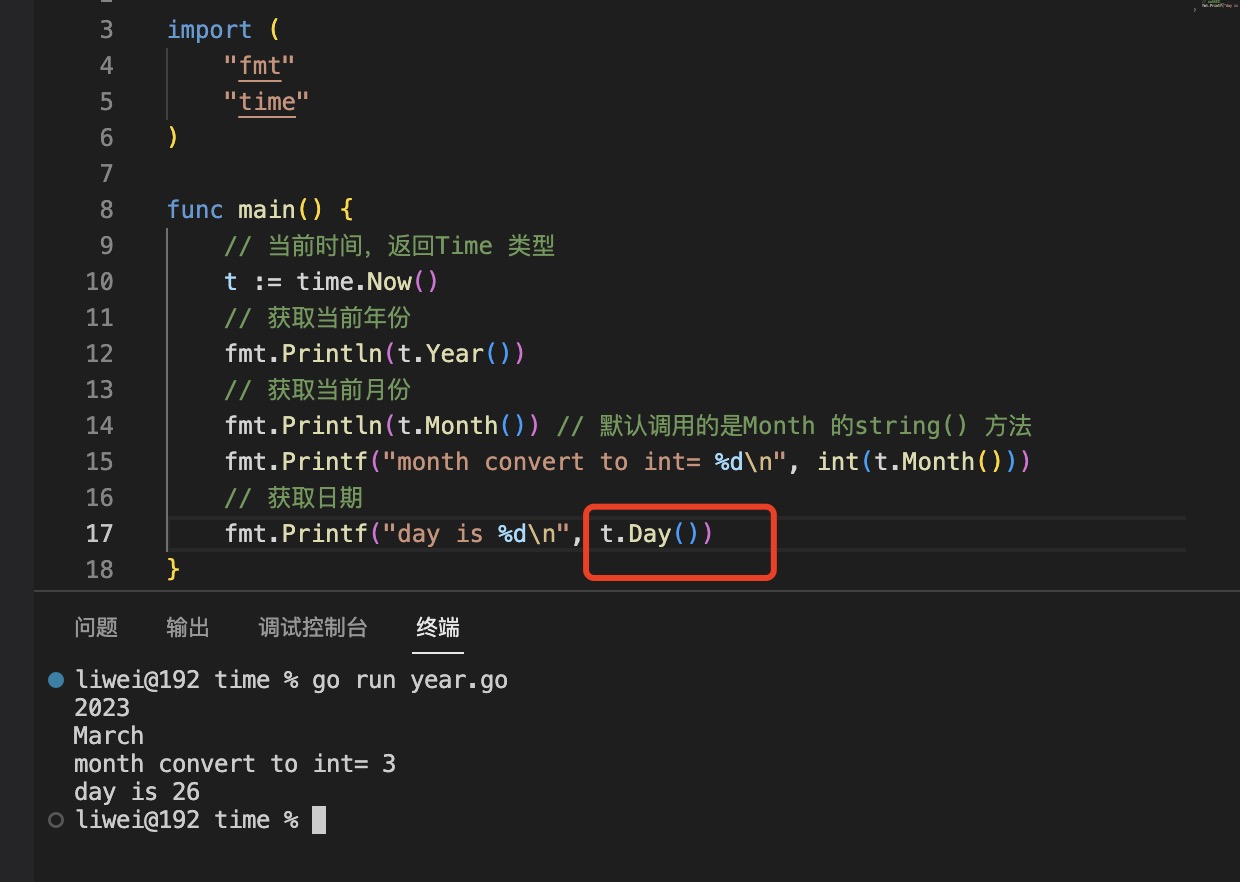 3 import (
4 "fmt"
5 "time"
6 )
7
8 func main() {
9 // 当前时间，返回Time 类型
10 t := time.Now()
11 // 获取当前年份
12 fmt.Println(t.Year())
13 // 获取当前月份
14 fmt.Println(t.Month()) // 默认调用的是Month 的string() 方法
15 fmt.Printf("month convert to int= %d\n", int(t.Month()))
16 // 获取日期
17 fmt.Printf("day is %d\n", t.Day())
18 }
问题 输出 调试控制台 终端
liwei@192 time % go run year.go
2023
March
month convert to int= 3
day is 26
liwei@192 time %